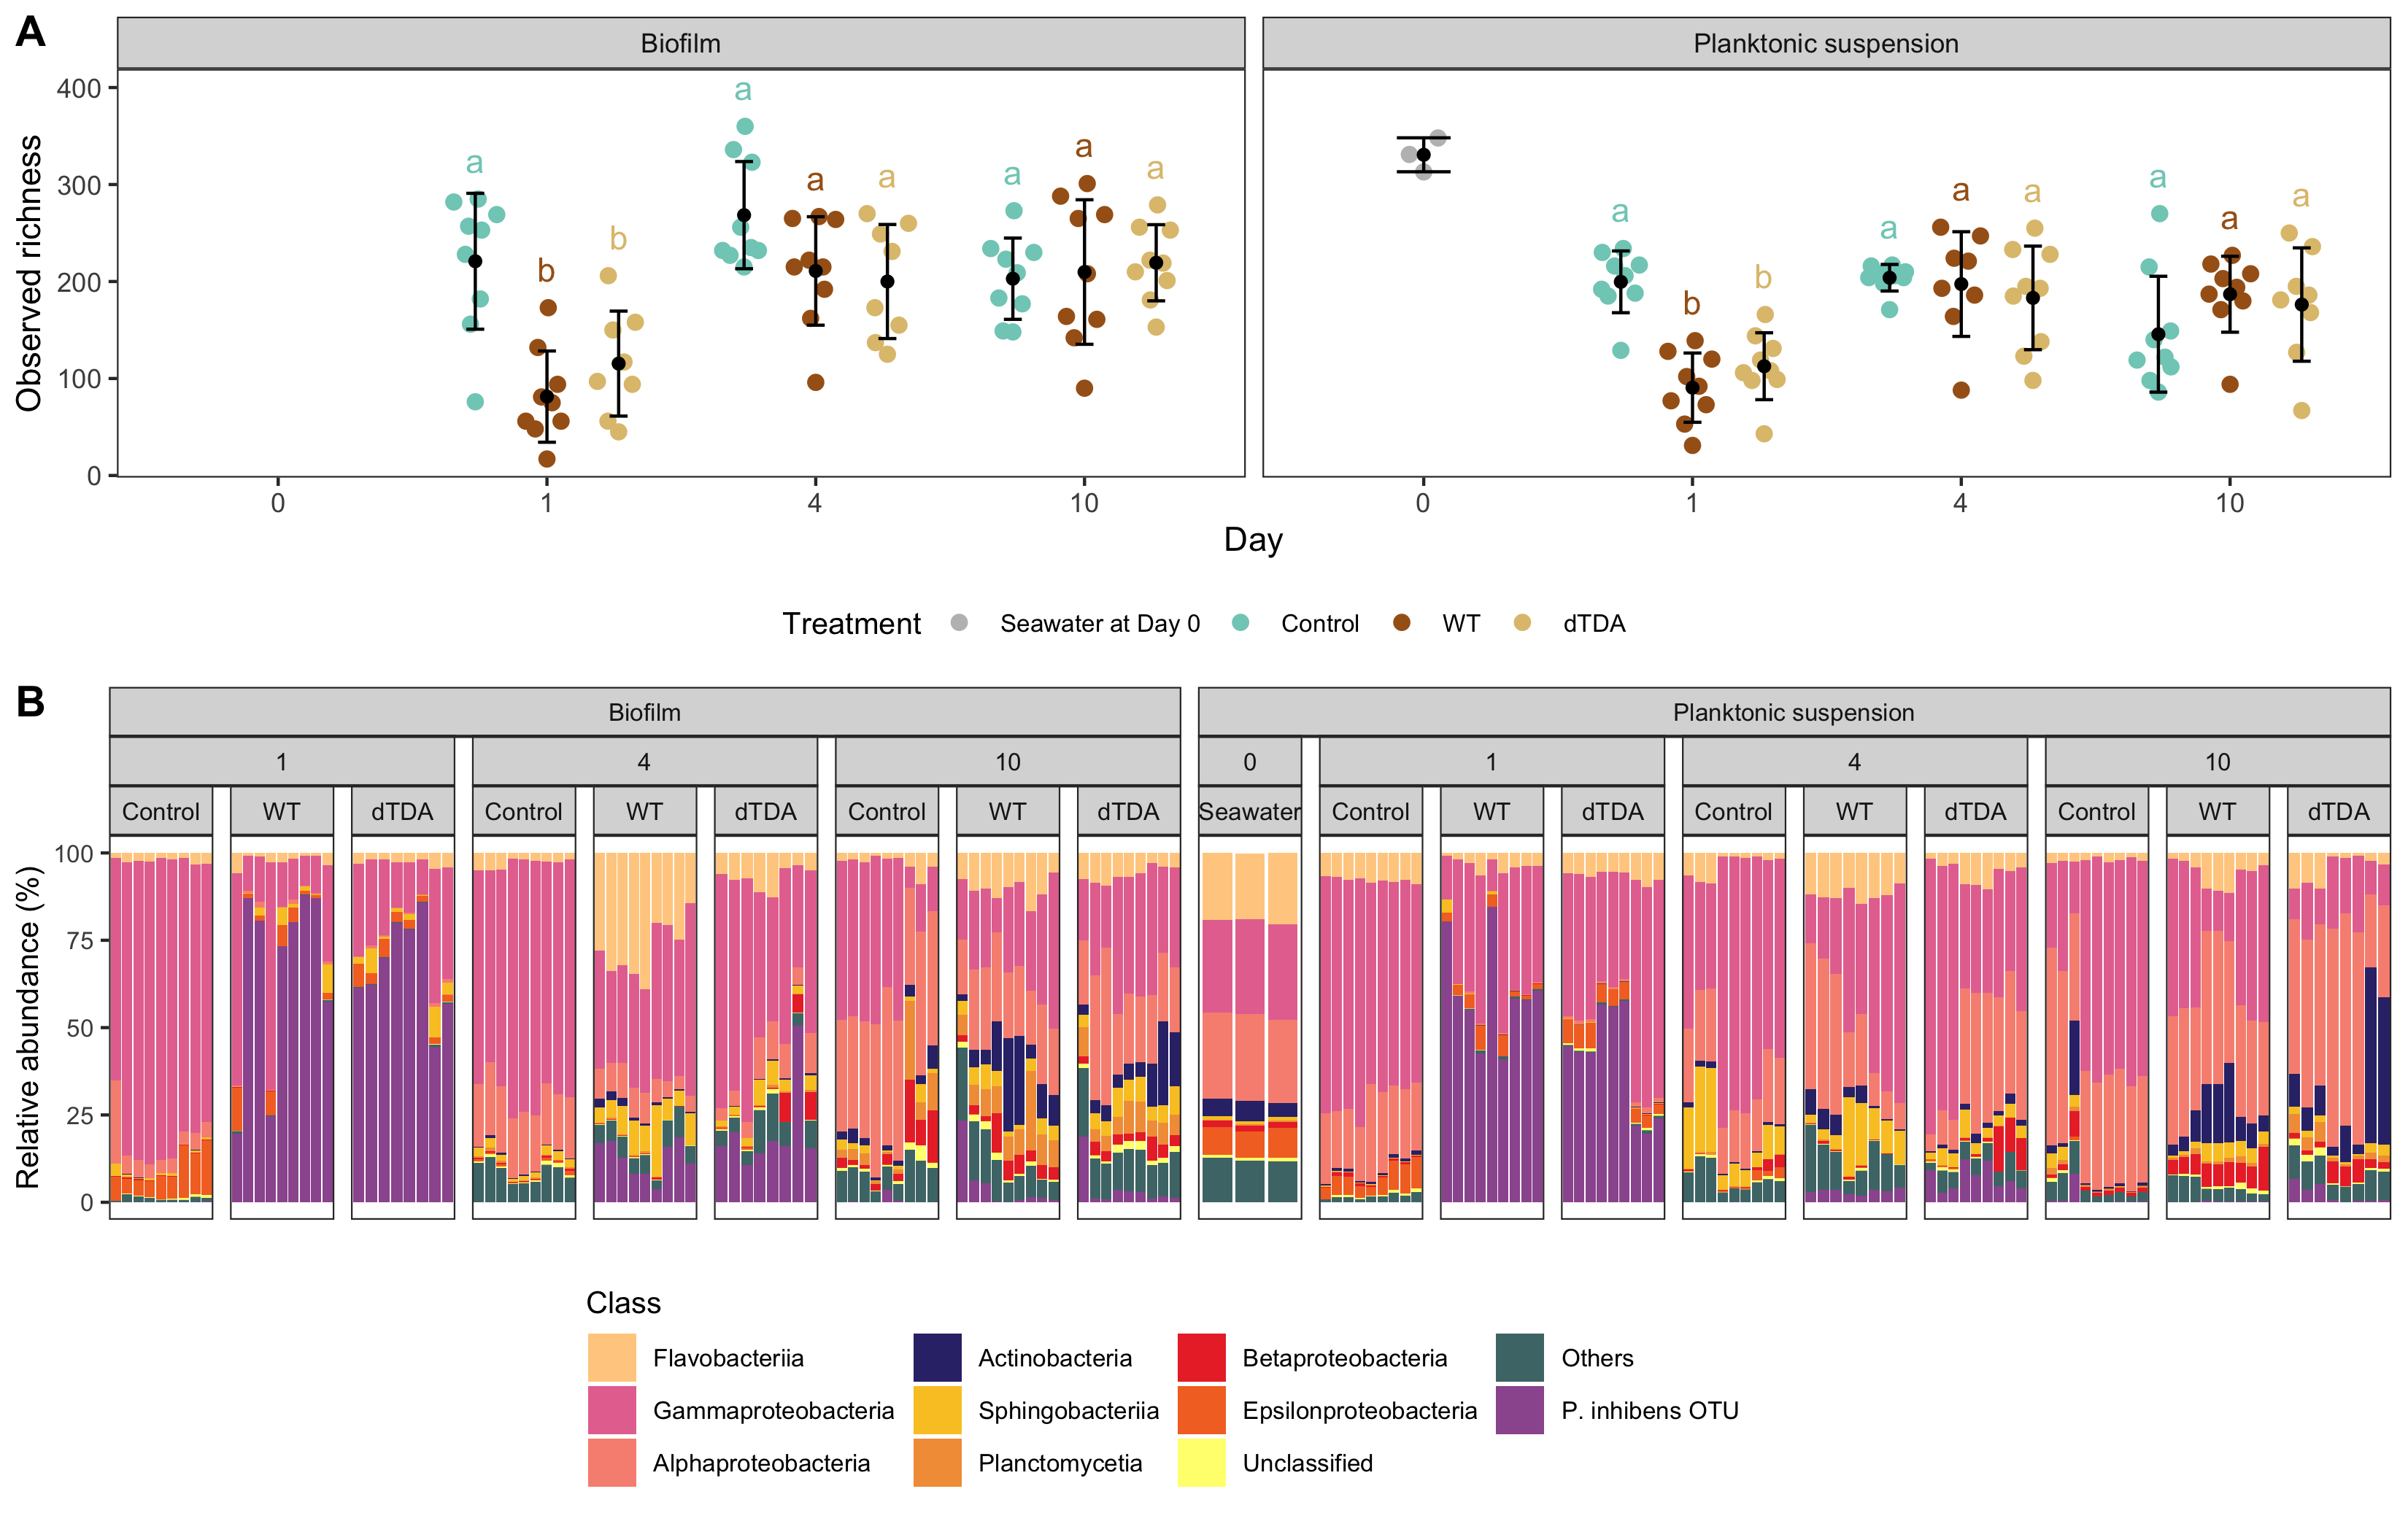 A
Biofilm Planktonic suspension
a a a a a a a b b
a a a a a a a b b
Observed richness
400
300
200
100
0
0 1 4 10 0 1 4 10
Day
Treatment Seawater at Day 0 Control WT dTDA
B
Biofilm Planktonic suspension
1 4 10 0 1 4 10
Control WT dTDA Control WT dTDA Control WT dTDA Seawater Control WT dTDA Control WT dTDA Control WT dTDA
Relative abundance (%)
100
75
50
25
0
Class
Flavobacteriia Actinobacteria Betaproteobacteria Others
Gammaproteobacteria Sphingobacteriia Epsilonproteobacteria P. inhibens OTU
Alphaproteobacteria Planctomycetia Unclassified